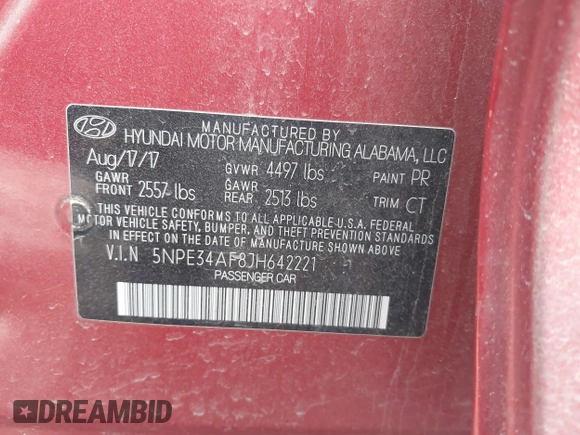 MANUFACTURED BY
HYUNDAI MOTOR MANUFACTURING ALABAMA, LLC
Aug/17/17 GVWR 4497 lbs PAINT PR
GAWR FRONT 2557 lbs GAWR REAR 2513 lbs TRIM CT
THIS VEHICLE CONFORMS TO ALL APPLICABLE U.S.A. FEDERAL
MOTOR VEHICLE SAFETY, BUMPER, AND THEFT PREVENTION STANDARDS
IN EFFECT ON THE DATE OF MANUFACTURE SHOWN ABOVE.
V.I.N 5NPE34AF8JH642221
PASSENGER CAR
DREAMBID